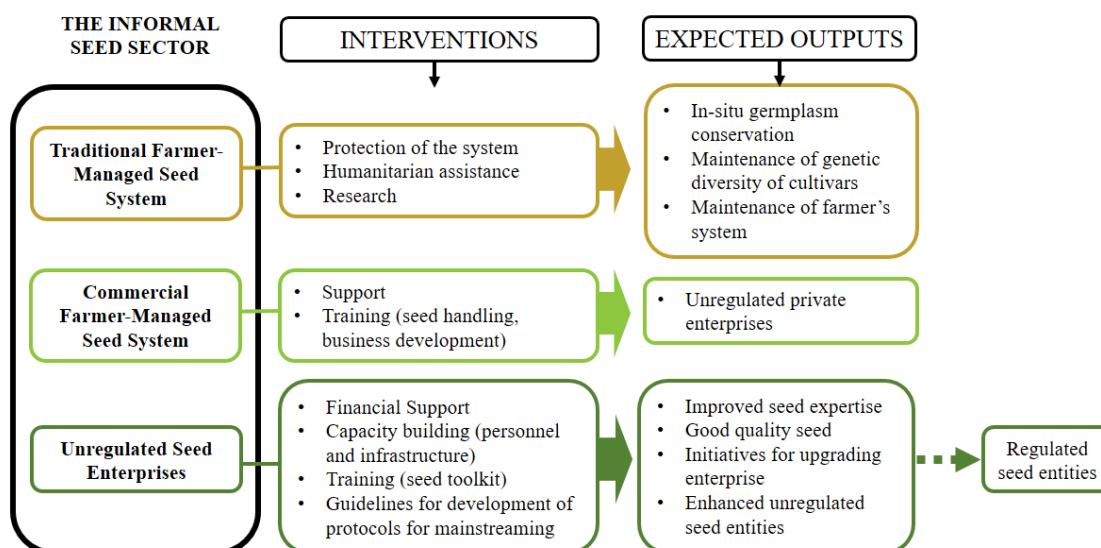 THE INFORMAL
SEED SECTOR
INTERVENTIONS
EXPECTED OUTPUTS
Traditional Farmer-
Managed Seed
System
• Protection of the system
• Humanitarian assistance
• Research
• In-situ germplasm
conservation
• Maintenance of genetic
diversity of cultivars
• Maintenance of farmer’s
system
Commercial
Farmer-Managed
Seed System
• Support
• Training (seed handling,
business development)
• Unregulated private
enterprises
Unregulated Seed
Enterprises
• Financial Support
• Capacity building (personnel
and infrastructure)
• Training (seed toolkit)
• Guidelines for development of
protocols for mainstreaming
• Improved seed expertise
• Good quality seed
• Initiatives for upgrading
enterprise
• Enhanced unregulated
seed entities
Regulated
seed entities